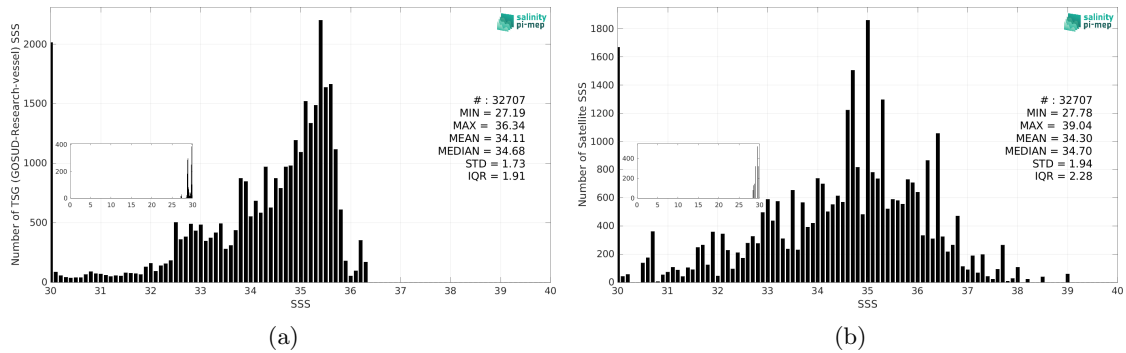 salinity
pi-mep
Number of TSG (GOSUD-Research-vessel) SSS
2000
1500
1000
500
0
# : 32707
MIN = 27.19
MAX = 36.34
MEAN = 34.11
MEDIAN = 34.68
STD = 1.73
IQR = 1.91
400
200
0
0 5 10 15 20 25 30
30 31 32 33 34 35 36 37 38 39 40
SSS
(a)
salinity
pi-mep
Number of Satellite SSS
1800
1600
1400
1200
1000
800
600
400
200
0
# : 32707
MIN = 27.78
MAX = 39.04
MEAN = 34.30
MEDIAN = 34.70
STD = 1.94
IQR = 2.28
400
200
0
0 5 10 15 20 25 30
30 31 32 33 34 35 36 37 38 39 40
SSS
(b)